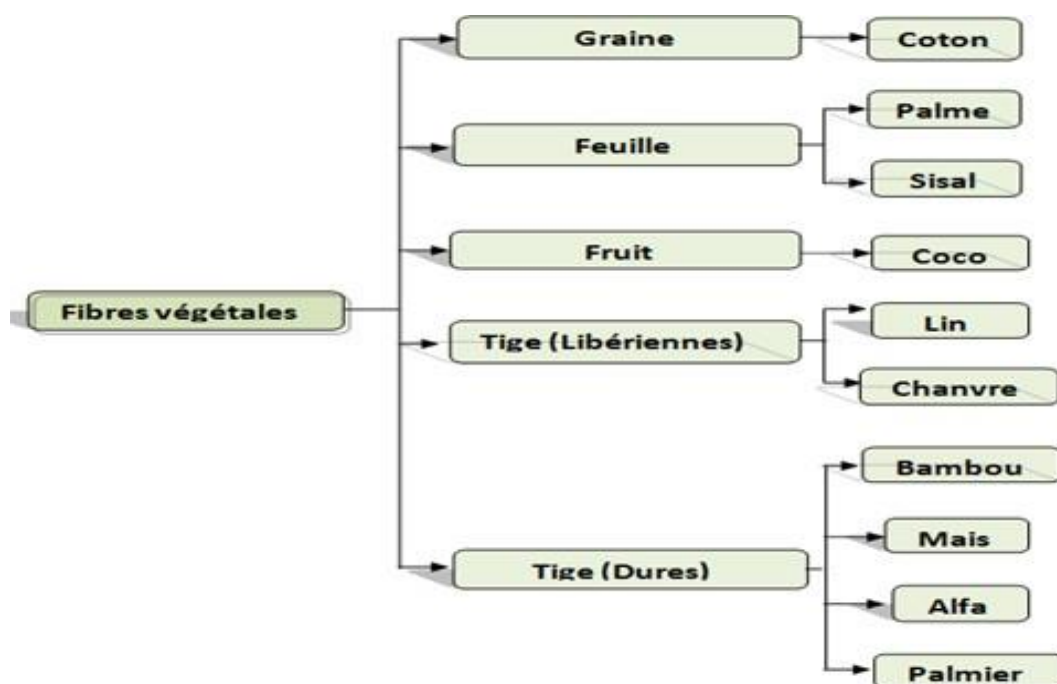 Fibres végétales
Graine
Coton
Feuille
Palme
Sisal
Fruit
Coco
Tige (Libériennes)
Lin
Chanvre
Tige (Dures)
Bambou
Mais
Alfa
Palmier